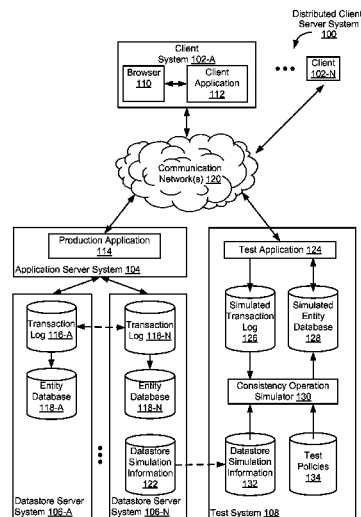 Distributed Client
Server System
100
Client
System 102-A
Browser
110
Client
Application
112
Client
102-N
Communication
Network(s) 120
Production Application
114
Application Server System 104
Test Application 124
Transaction
Log 116-A
Transaction
Log 116-N
Simulated
Transaction
Log
126
Simulated
Entity
Database
128
Entity
Database
118-A
Entity
Database
118-N
Consistency Operation
Simulator 130
Datastore
Simulation
Information
122
Datastore
Simulation
Information
132
Test
Policies
134
Datastore Server
System 106-A
Datastore Server
System 106-N
Test System 108